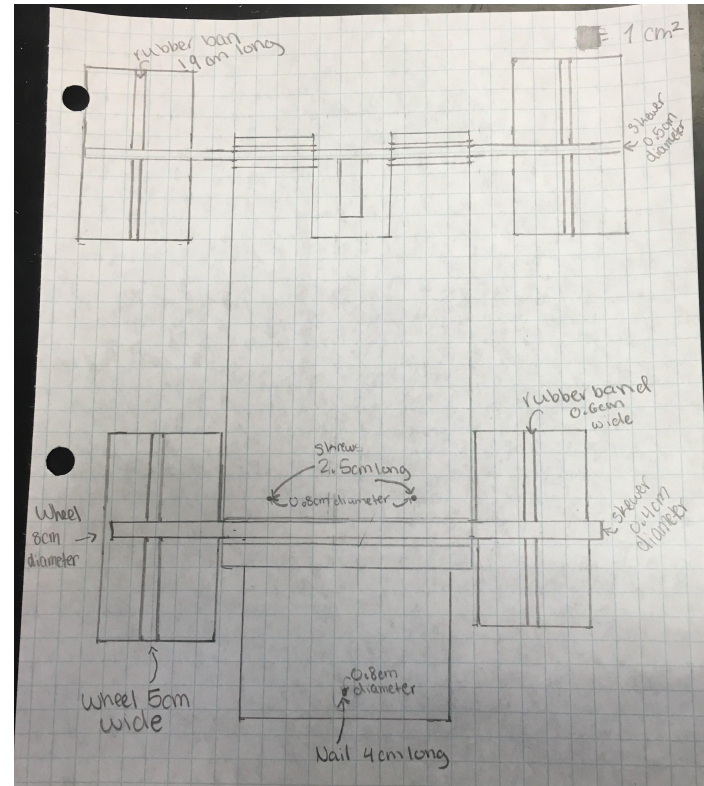 rubber ban
19 cm long
= 1 cm²
Skewer
0.5cm
diameter
rubber band
0.6cm
wide
Skrew
2.5cm long
0.8cm diameter
Wheel
8cm
diameter
Skewer
0.4cm
diameter
0.8cm
diameter
Wheel 5cm
wide
Nail 4cm long